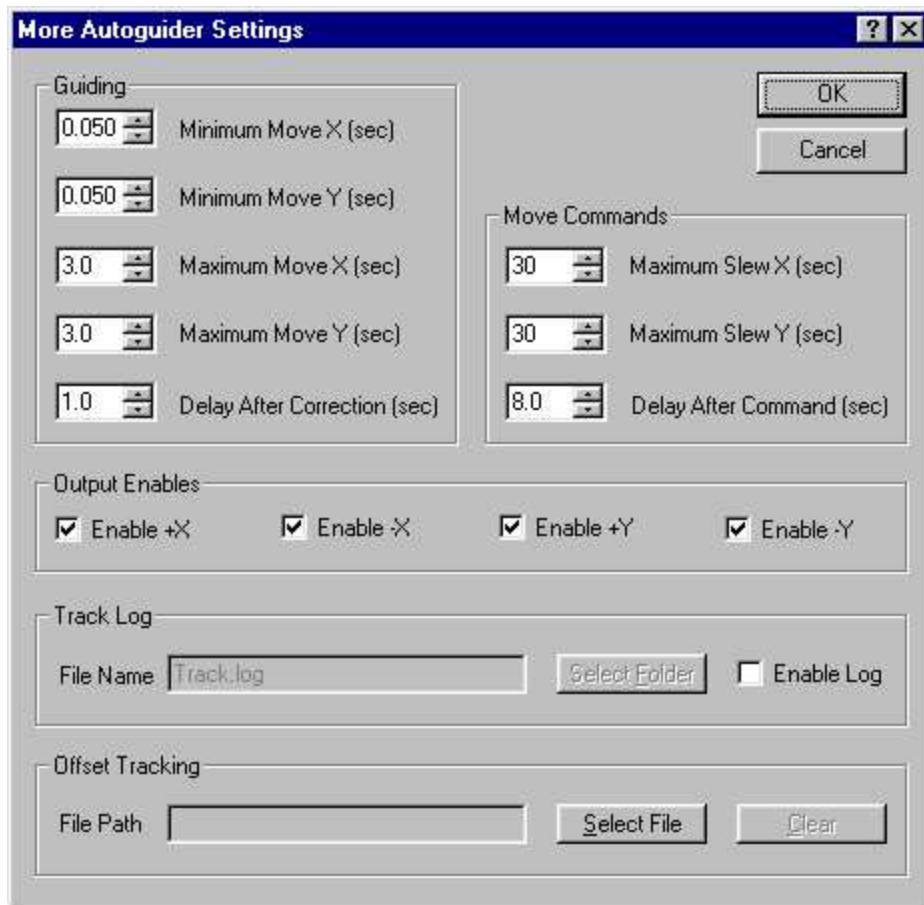 More Autoguider Settings
Guiding
0.050 Minimum Move X (sec)
0.050 Minimum Move Y (sec)
3.0 Maximum Move X (sec)
3.0 Maximum Move Y (sec)
1.0 Delay After Correction (sec)
OK
Cancel
Move Commands
30 Maximum Slew X (sec)
30 Maximum Slew Y (sec)
8.0 Delay After Command (sec)
Output Enables
Enable +X Enable -X Enable +Y Enable -Y
Track Log
File Name Track.log Select Folder Enable Log
Offset Tracking
File Path Select File Clear